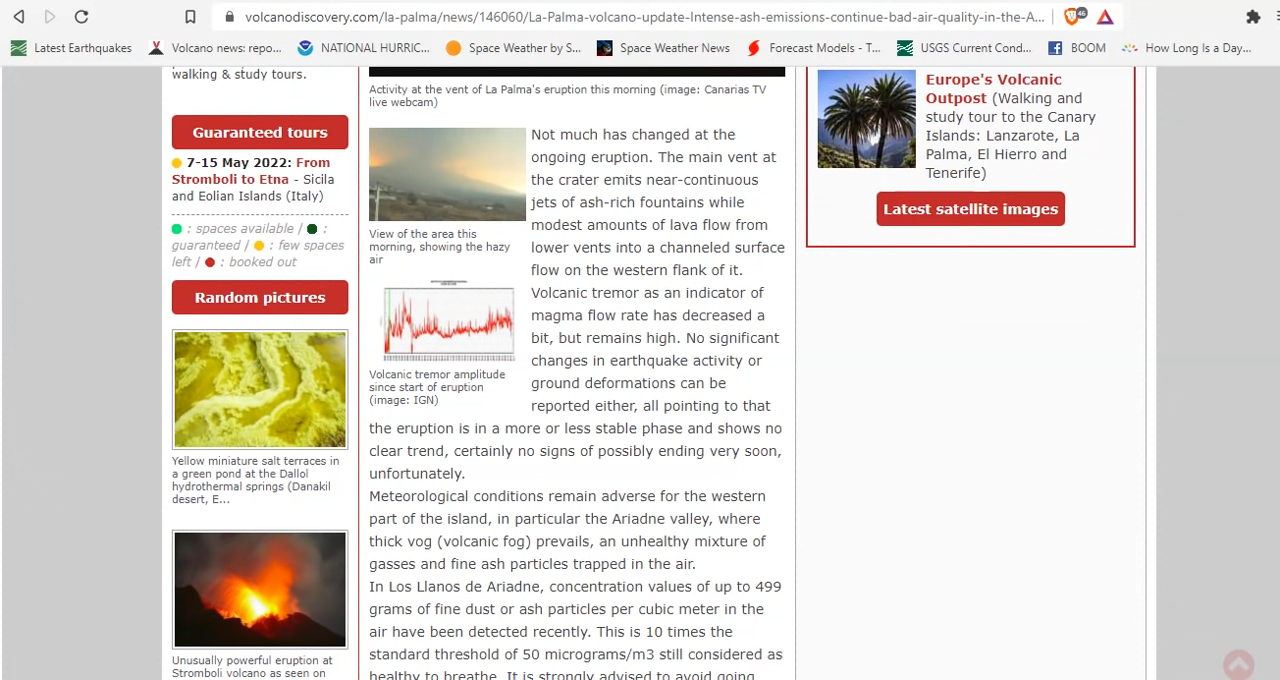 volcanodiscovery.com/la-palma/news/146060/La-Palma-volcano-update-Intense-ash-emissions-continue-bad-air-quality-in-the-A...
46
Latest Earthquakes
Volcano news: repo...
NATIONAL HURRIC...
Space Weather by S...
Space Weather News
Forecast Models - T...
USGS Current Cond...
BOOM
How Long Is a Day...
walking & study tours.
Guaranteed tours
7-15 May 2022: From
Stromboli to Etna - Sicila
and Eolian Islands (Italy)
: spaces available / :
guaranteed / : few spaces
left / : booked out
Random pictures
Yellow miniature salt terraces in
a green pond at the Dallol
hydrothermal springs (Danakil
desert, E...
Unusually powerful eruption at
Stromboli volcano as seen on
Activity at the vent of La Palma's eruption this morning (image: Canarias TV
live webcam)
View of the area this
morning, showing the hazy
air
Volcanic tremor amplitude
since start of eruption
(image: IGN)
Not much has changed at the
ongoing eruption. The main vent at
the crater emits near-continuous
jets of ash-rich fountains while
modest amounts of lava flow from
lower vents into a channeled surface
flow on the western flank of it.
Volcanic tremor as an indicator of
magma flow rate has decreased a
bit, but remains high. No significant
changes in earthquake activity or
ground deformations can be
reported either, all pointing to that
the eruption is in a more or less stable phase and shows no
clear trend, certainly no signs of possibly ending very soon,
unfortunately.
Meteorological conditions remain adverse for the western
part of the island, in particular the Ariadne valley, where
thick vog (volcanic fog) prevails, an unhealthy mixture of
gasses and fine ash particles trapped in the air.
In Los Llanos de Ariadne, concentration values of up to 499
grams of fine dust or ash particles per cubic meter in the
air have been detected recently. This is 10 times the
standard threshold of 50 micrograms/m3 still considered as
healthy to breathe. It is strongly advised to avoid going
Europe's Volcanic
Outpost (Walking and
study tour to the Canary
Islands: Lanzarote, La
Palma, El Hierro and
Tenerife)
Latest satellite images